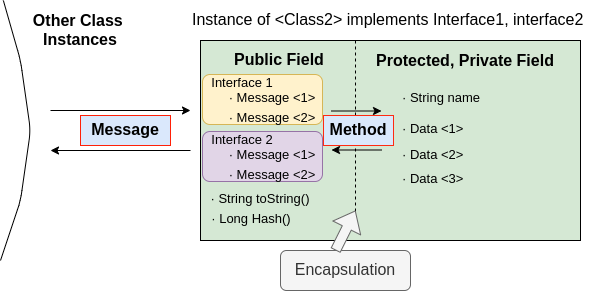 Other Class
Instances
Instance of <Class2> implements Interface1, interface2
Public Field
Protected, Private Field
Interface 1
· Message <1>
· Message <2>
Interface 2
· Message <1>
· Message <2>
· String toString()
· Long Hash()
Message
Method
· String name
· Data <1>
· Data <2>
· Data <3>
Encapsulation